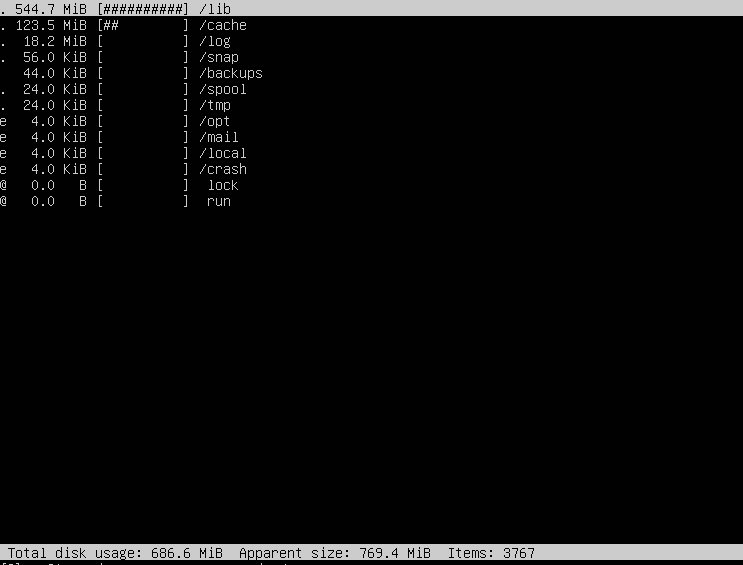 . 544.7 MiB [##########] /lib
. 123.5 MiB [##        ] /cache
.  18.2 MiB [          ] /log
.  56.0 KiB [          ] /snap
   44.0 KiB [          ] /backups
.  24.0 KiB [          ] /spool
.  24.0 KiB [          ] /tmp
e   4.0 KiB [          ] /opt
e   4.0 KiB [          ] /mail
e   4.0 KiB [          ] /local
e   4.0 KiB [          ] /crash
@   0.0   B [          ]  lock
@   0.0   B [          ]  run
Total disk usage: 686.6 MiB  Apparent size: 769.4 MiB  Items: 3767